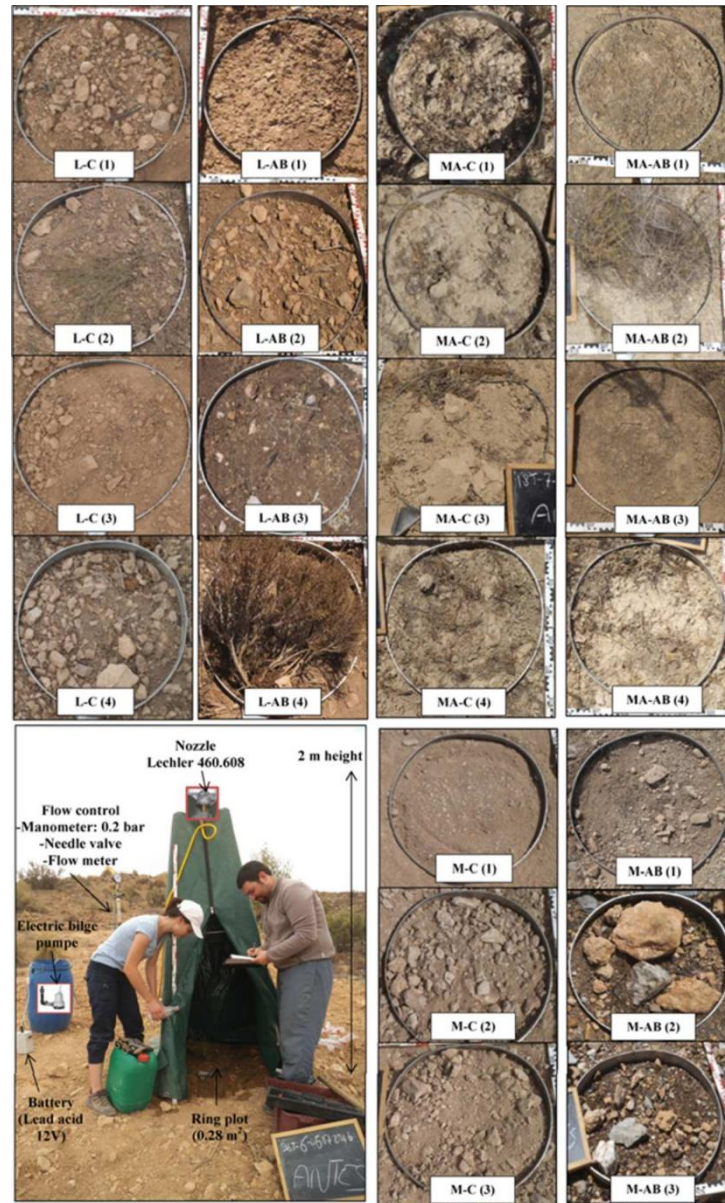 L-C (1)
L-AB (1)
MA-C (1)
MA-AB (1)
L-C (2)
L-AB (2)
MA-C (2)
MA-AB (2)
L-C (3)
L-AB (3)
MA-C (3)
MA-AB (3)
L-C (4)
L-AB (4)
MA-C (4)
MA-AB (4)
Nozzle
Lechler 460.608
2 m height
Flow control
-Manometer: 0.2 bar
-Needle valve
-Flow meter
Electric bilge
pumpe
Battery
(Lead acid
12V)
Ring plot
(0.28 m²)
ANTCS
M-C (1)
M-AB (1)
M-C (2)
M-AB (2)
M-C (3)
M-AB (3)